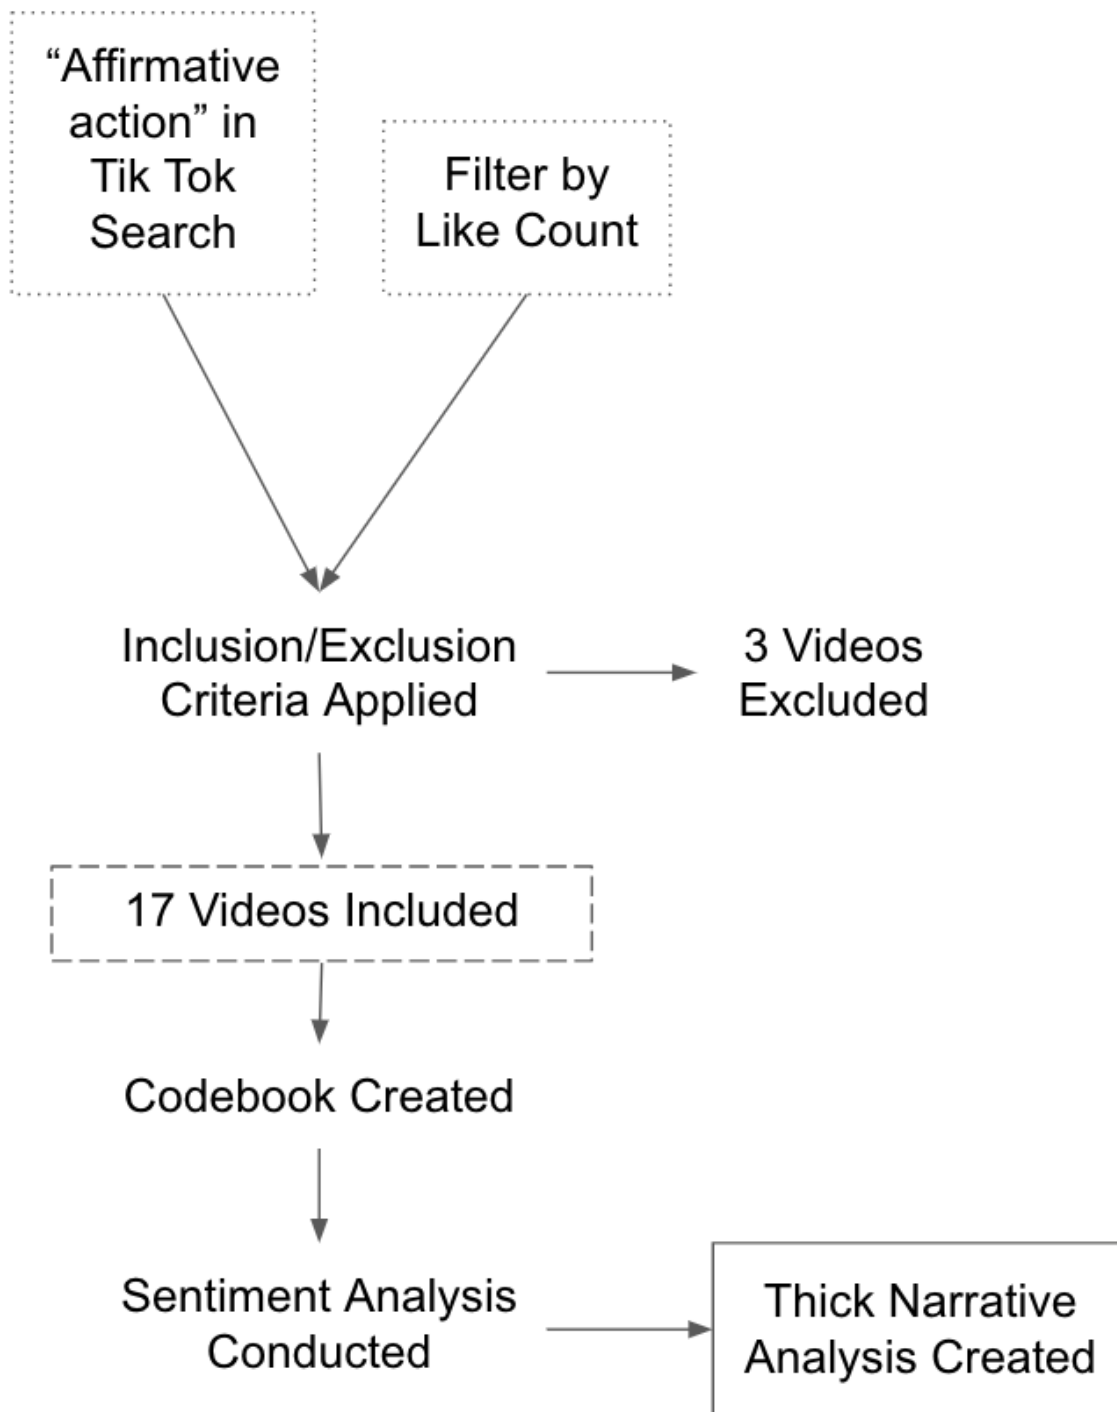 “Affirmative
action” in
Tik Tok
Search
Filter by
Like Count
Inclusion/Exclusion
Criteria Applied
3 Videos
Excluded
17 Videos Included
Codebook Created
Sentiment Analysis
Conducted
Thick Narrative
Analysis Created